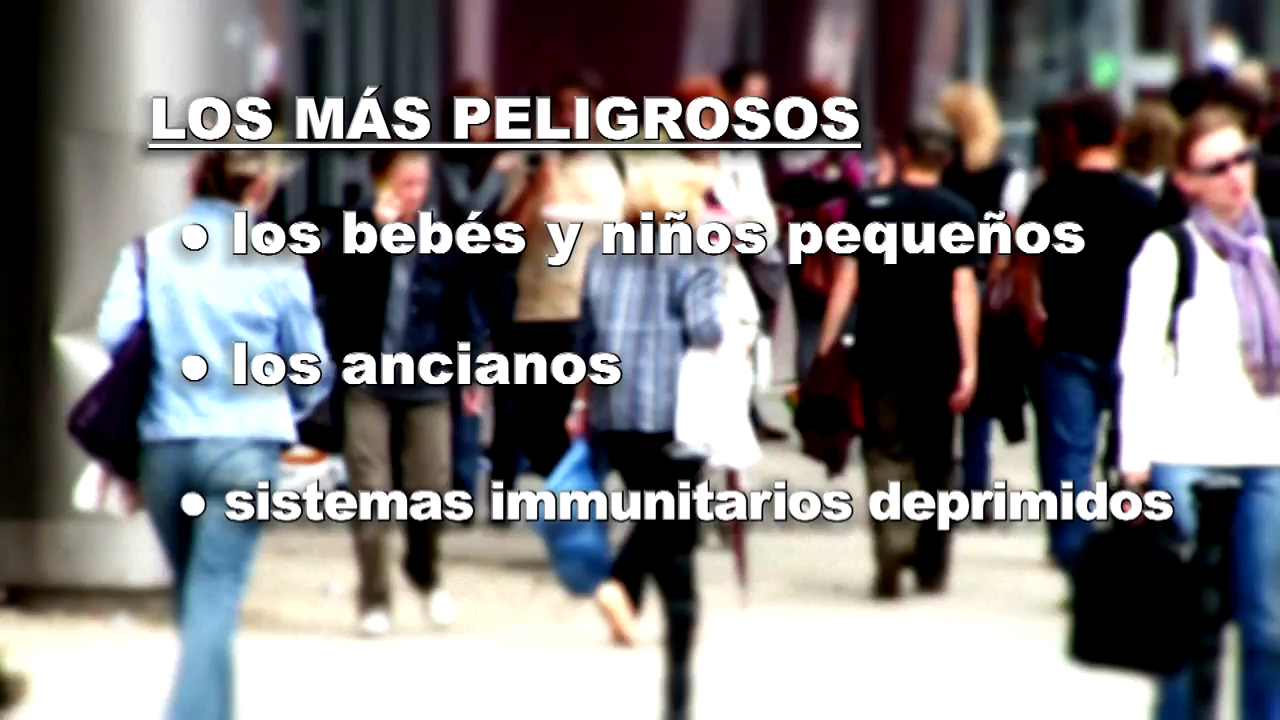 LOS MÁS PELIGROSOS
• los bebés y niños pequeños
• los ancianos
• sistemas immunitarios deprimidos